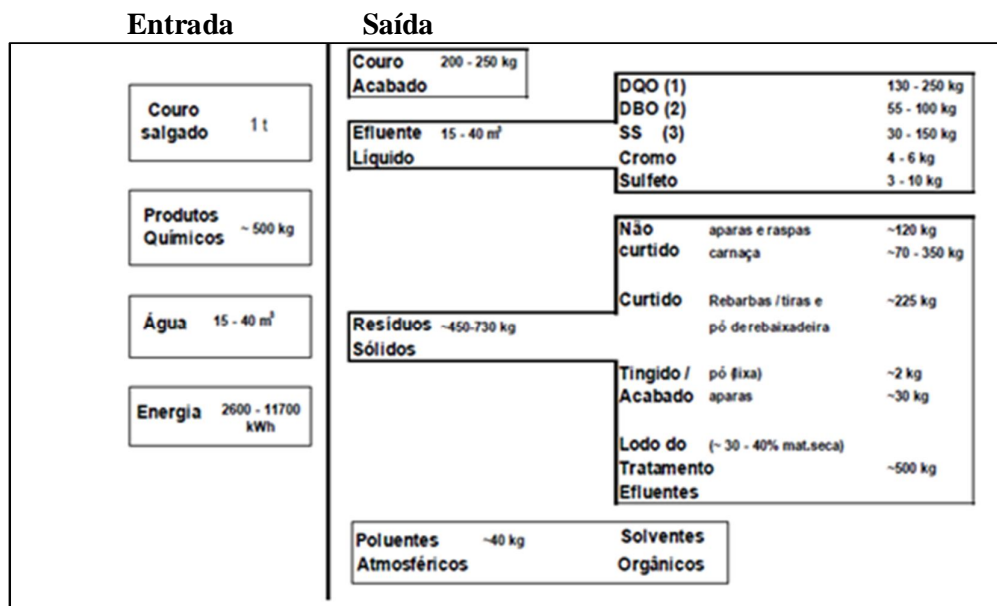 Entrada Saída
Couro salgado 1 t
Produtos Químicos ~ 500 kg
Água 15 - 40 m³
Energia 2600 - 11700 kWh
Couro Acabado 200 - 250 kg
Efluente Líquido 15 - 40 m³
DQO (1) 130 - 250 kg
DBO (2) 55 - 100 kg
SS (3) 30 - 150 kg
Cromo 4 - 6 kg
Sulfeto 3 - 10 kg
Resíduos Sólidos ~450-730 kg
Não aparas e raspas ~120 kg
curtido carnaça ~70 - 350 kg
Curtido Rebarbas / tiras e ~225 kg
pó de rebaixadeira
Tingido / pó (lixa) ~2 kg
Acabado aparas ~30 kg
Lodo do (~ 30 - 40% mat.seca)
Tratamento ~500 kg
Efluentes
Poluentes ~40 kg Solventes
Atmosféricos Orgânicos